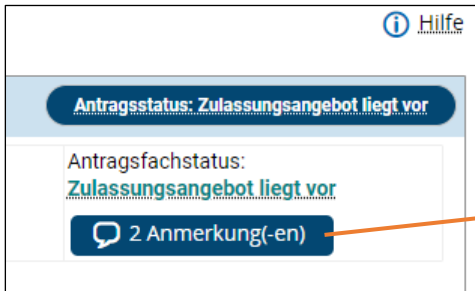 Hilfe
Antragsstatus: Zulassungsangebot liegt vor
Antragsfachstatus:
Zulassungsangebot liegt vor
2 Anmerkung(-en)